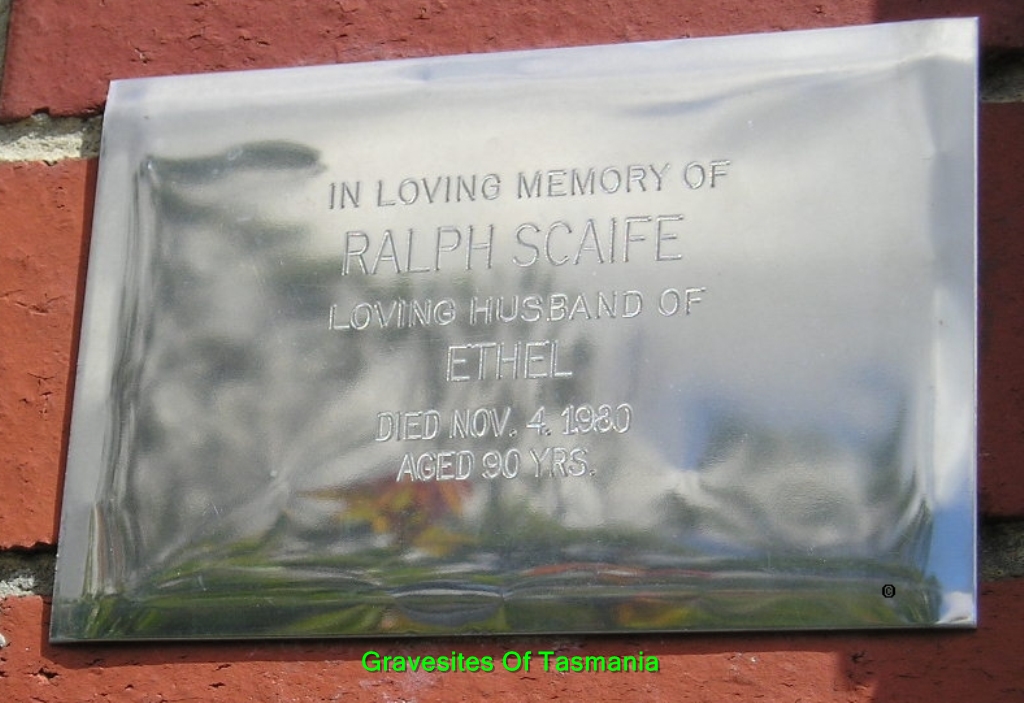 IN LOVING MEMORY OF
RALPH SCAIFE
LOVING HUSBAND OF
ETHEL
DIED NOV. 4. 1980
AGED 90 YRS.
©
Gravesites Of Tasmania